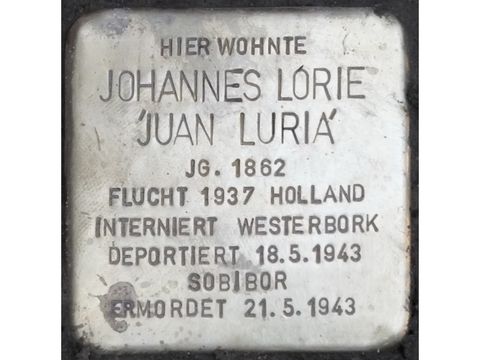 HIER WOHNTE
JOHANNES LÓRIE
'JUAN LURIA'
JG. 1862
FLUCHT 1937 HOLLAND
INTERNIERT WESTERBORK
DEPORTIERT 18.5.1943
SOBIBOR
ERMORDET 21.5.1943